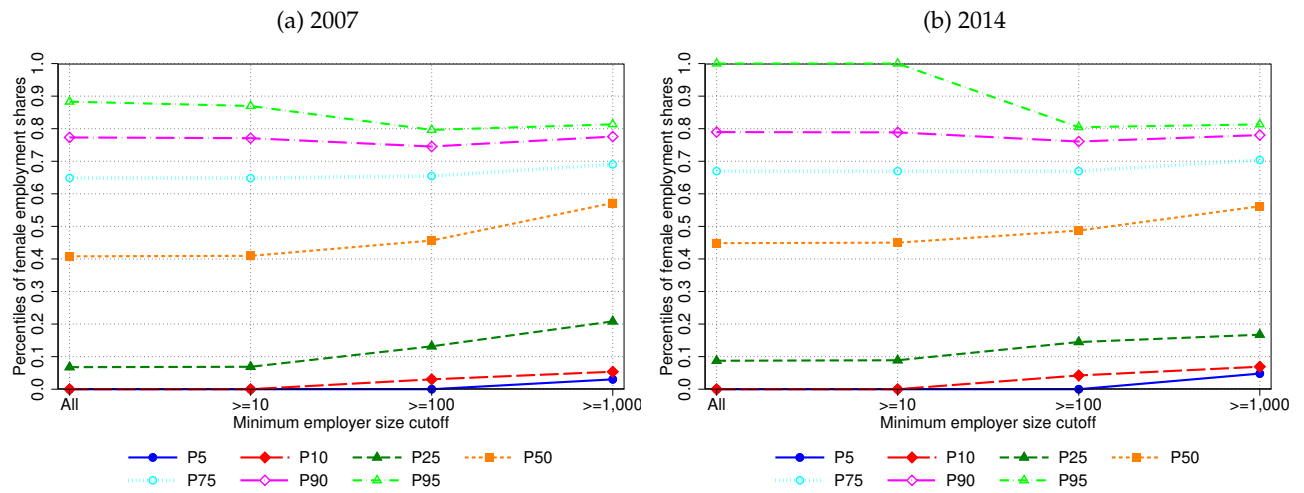 (a) 2007
Percentiles of female employment shares
1.0
0.9
0.8
0.7
0.6
0.5
0.4
0.3
0.2
0.1
0.0
All >=10 >=100 >=1,000
Minimum employer size cutoff
P5 P10 P25 P50
P75 P90 P95
(b) 2014
Percentiles of female employment shares
1.0
0.9
0.8
0.7
0.6
0.5
0.4
0.3
0.2
0.1
0.0
All >=10 >=100 >=1,000
Minimum employer size cutoff
P5 P10 P25 P50
P75 P90 P95